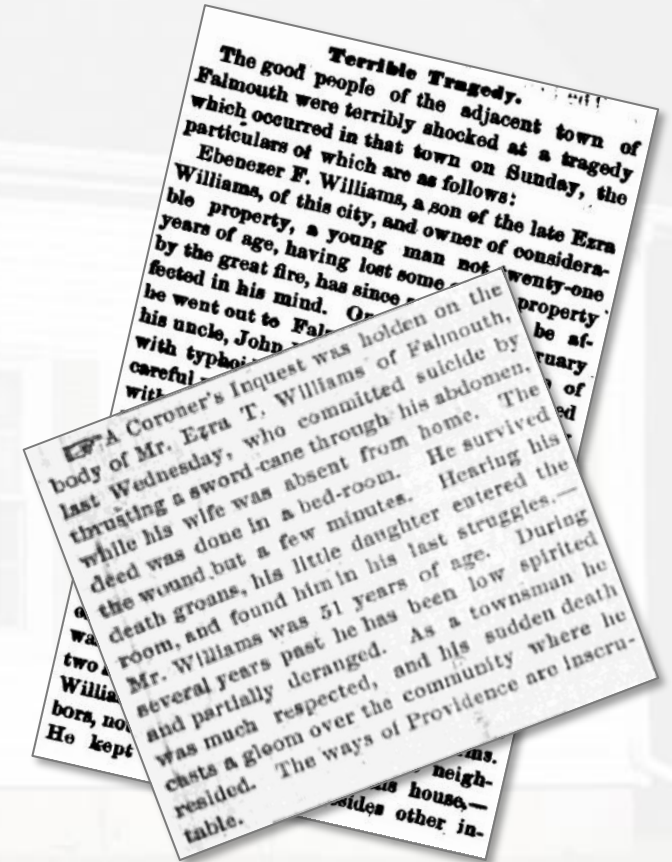 Terrible Tragedy.
The good people of the adjacent town of
Falmouth were terribly shocked at a tragedy
which occurred in that town on Sunday, the
particulars of which are as follows:
Ebenezer F. Williams, a son of the late Ezra
Williams, of this city, and owner of considera-
ble property, a young man not twenty-one
years of age, having lost some property
by the great fire, has since be af-
fected in his mind.
he went out to
his uncle, John of
with
careful
two
bors,
He kept
neigh-
house,—
other in-
☞A Coroner's Inquest was holden on the
body of Mr. Ezra T. Williams of Falmouth,
last Wednesday, who committed suicide by
thrusting a sword-cane through his abdomen,
while his wife was absent from home. The
deed was done in a bed-room. He survived
the wound but a few minutes. Hearing his
death groans, his little daughter entered the
room, and found him in his last struggles.—
Mr. Williams was 51 years of age. During
several years past he has been low spirited
and partially deranged. As a townsman he
was much respected, and his sudden death
casts a gloom over the community where he
resided. The ways of Providence are inscru-
table.